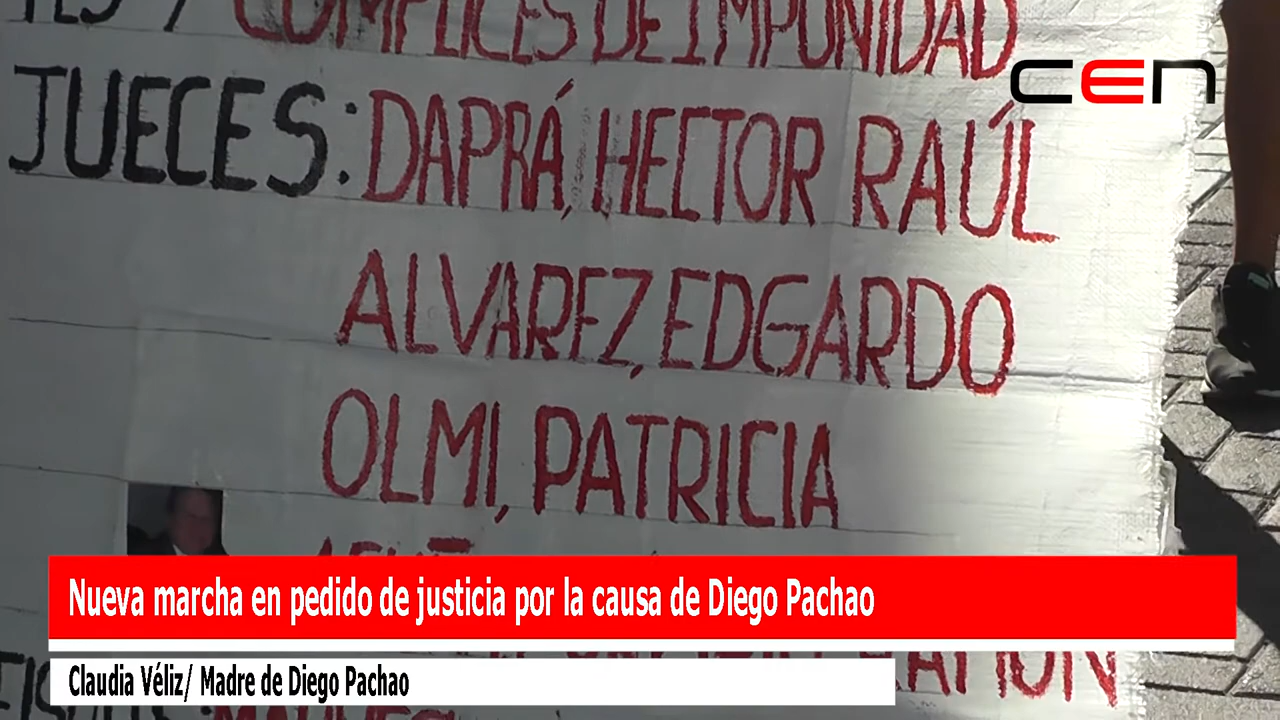 COMPLICES DE IMPUNIDAD
cen
JUECES: DAPRÁ, HECTOR RAÚL
ALVAREZ, EDGARDO
OLMI, PATRICIA
Nueva marcha en pedido de justicia por la causa de Diego Pachao
Claudia Véliz/ Madre de Diego Pachao